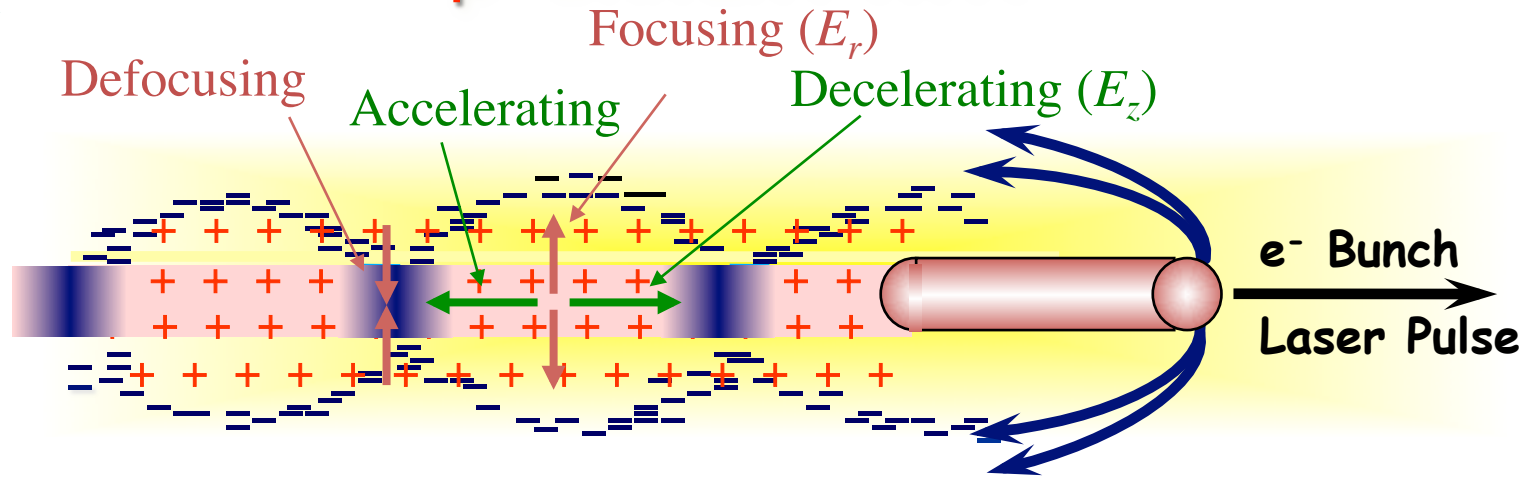 Focusing (E_r)
Defocusing
Accelerating
Decelerating (E_z)
e⁻ Bunch
Laser Pulse